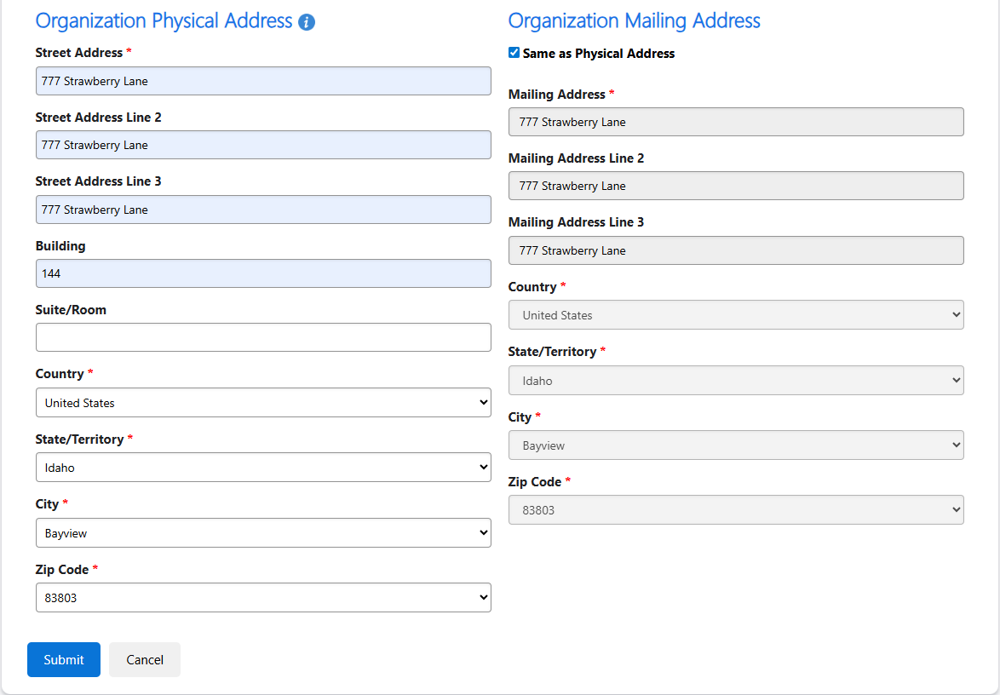 Organization Physical Address
Street Address *
777 Strawberry Lane
Street Address Line 2
777 Strawberry Lane
Street Address Line 3
777 Strawberry Lane
Building
144
Suite/Room
Country *
United States
State/Territory *
Idaho
City *
Bayview
Zip Code *
83803
Organization Mailing Address
Same as Physical Address
Mailing Address *
777 Strawberry Lane
Mailing Address Line 2
777 Strawberry Lane
Mailing Address Line 3
777 Strawberry Lane
Country *
United States
State/Territory *
Idaho
City *
Bayview
Zip Code *
83803
Submit
Cancel